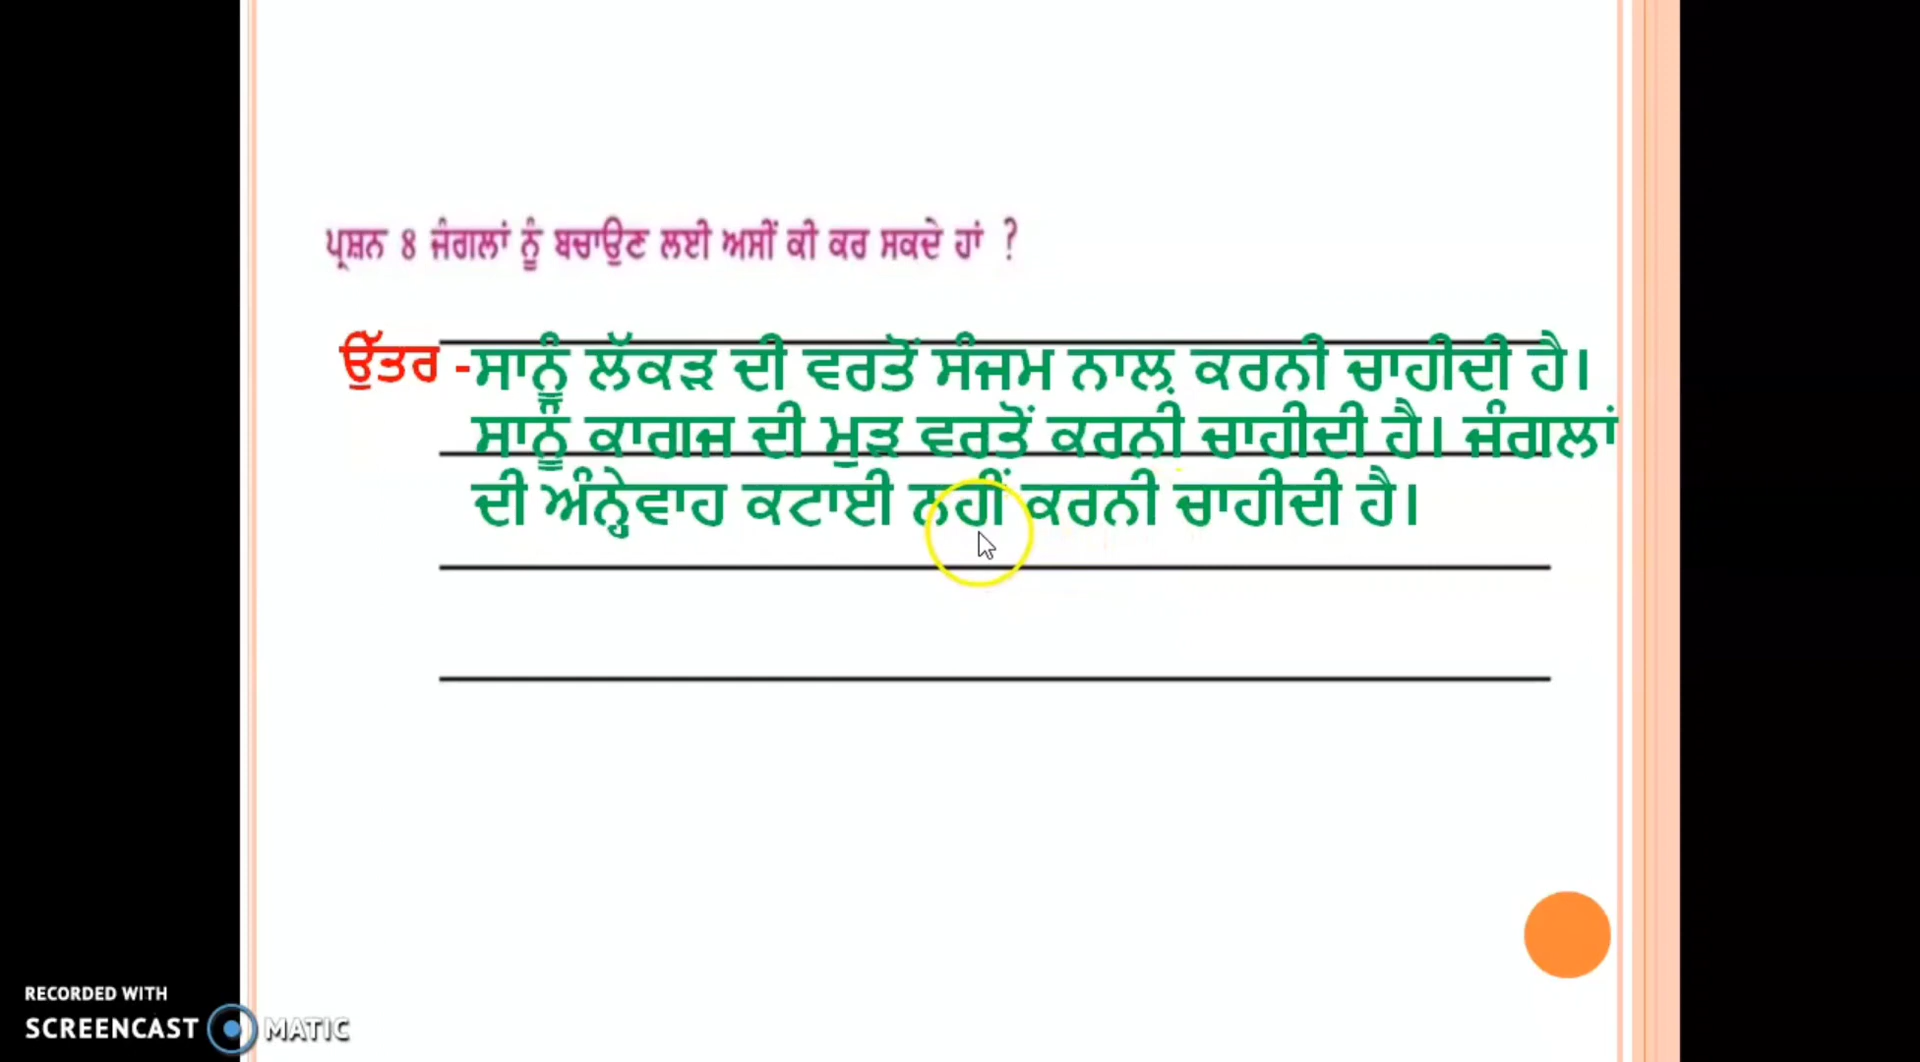 ਪ੍ਰਸ਼ਨ 8 ਜੰਗਲਾਂ ਨੂੰ ਬਚਾਉਣ ਲਈ ਅਸੀਂ ਕੀ ਕਰ ਸਕਦੇ ਹਾਂ ?
ਉੱਤਰ -ਸਾਨੂੰ ਲੱਕੜ ਦੀ ਵਰਤੋਂ ਸੰਜਮ ਨਾਲ਼ ਕਰਨੀ ਚਾਹੀਦੀ ਹੈ।
ਸਾਨੂੰ ਕਾਗਜ ਦੀ ਮੁੜ ਵਰਤੋਂ ਕਰਨੀ ਚਾਹੀਦੀ ਹੈ। ਜੰਗਲਾਂ
ਦੀ ਅੰਨ੍ਹੇਵਾਹ ਕਟਾਈ ਨਹੀਂ ਕਰਨੀ ਚਾਹੀਦੀ ਹੈ।
RECORDED WITH
SCREENCAST MATIC